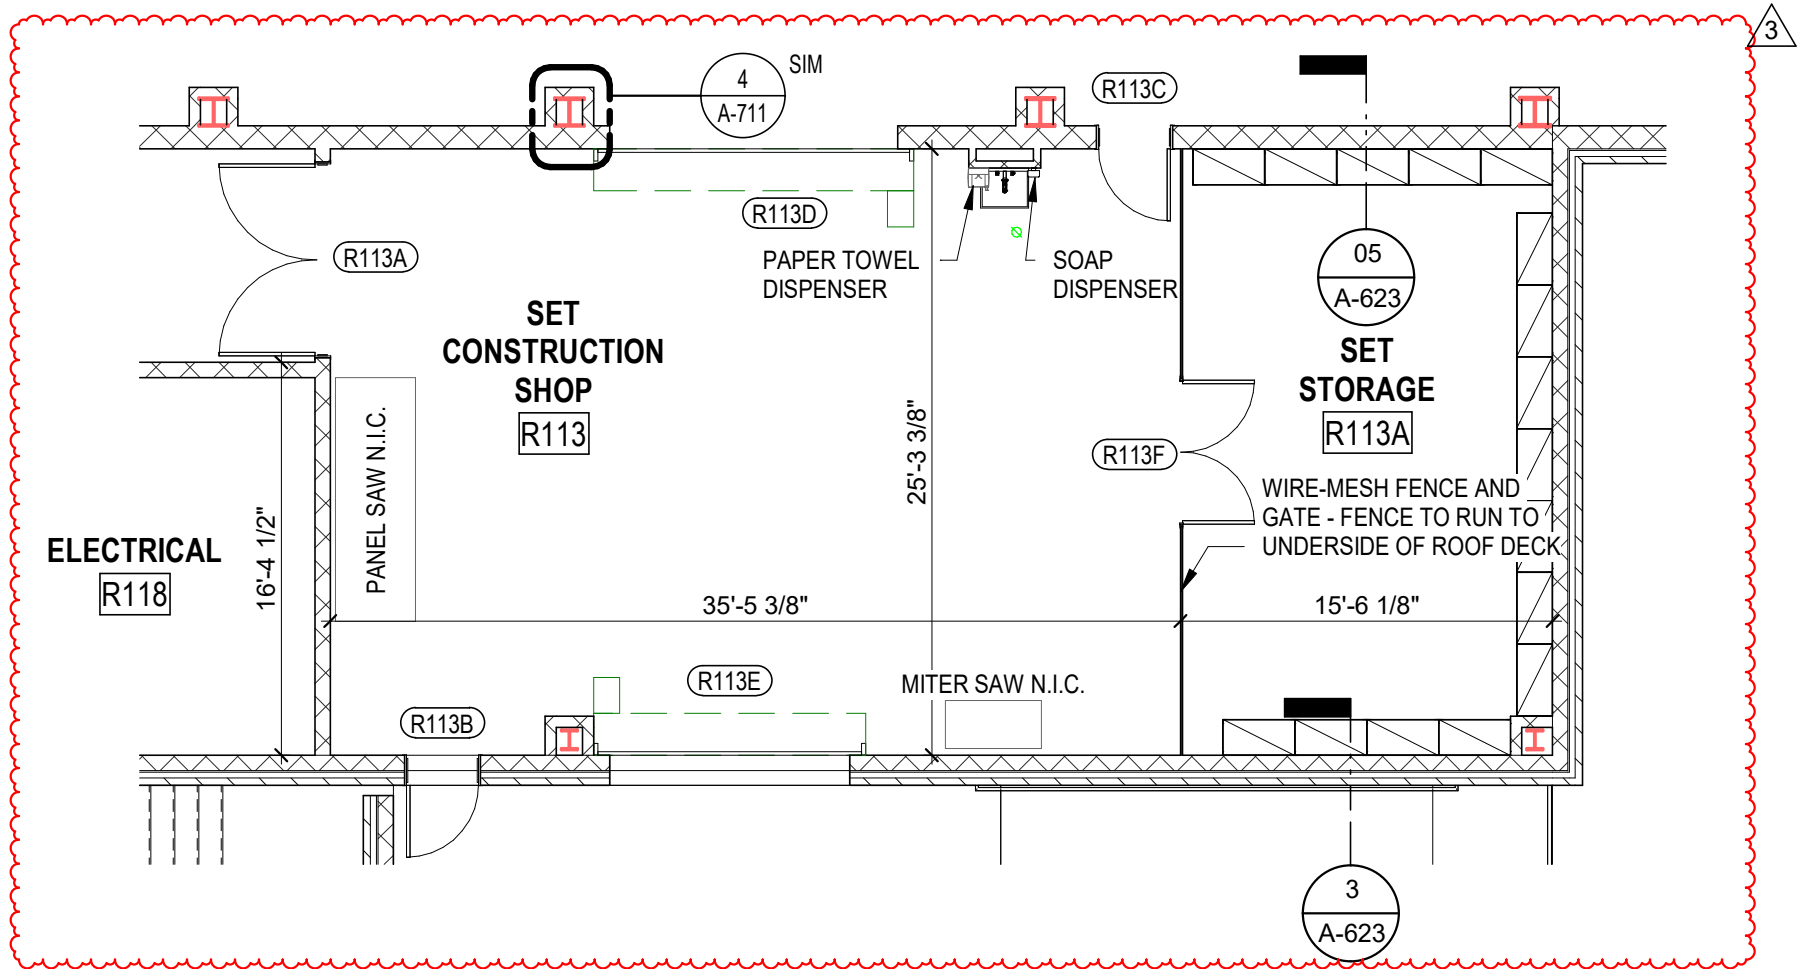 3
4
A-711
SIM
R113C
R113D
R113A
PAPER TOWEL
DISPENSER
SOAP
DISPENSER
05
A-623
SET
CONSTRUCTION
SHOP
R113
SET
STORAGE
R113A
PANEL SAW N.I.C.
25'-3 3/8"
R113F
WIRE-MESH FENCE AND
GATE - FENCE TO RUN TO
UNDERSIDE OF ROOF DECK
ELECTRICAL
R118
16'-4 1/2"
35'-5 3/8"
15'-6 1/8"
R113E
MITER SAW N.I.C.
R113B
3
A-623